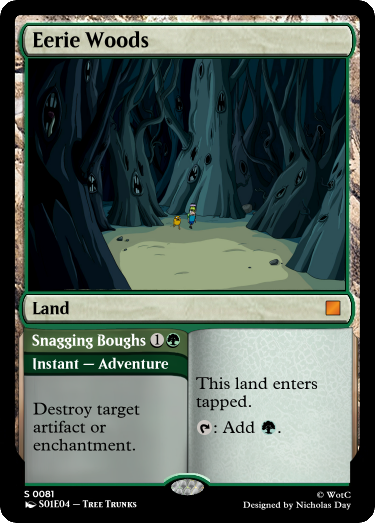 Eerie Woods
Land
Snagging Boughs 1
Instant — Adventure
Destroy target
artifact or
enchantment.
This land enters
tapped.
: Add .
S 0081
S01E04 — Tree Trunks
© WotC
Designed by Nicholas Day